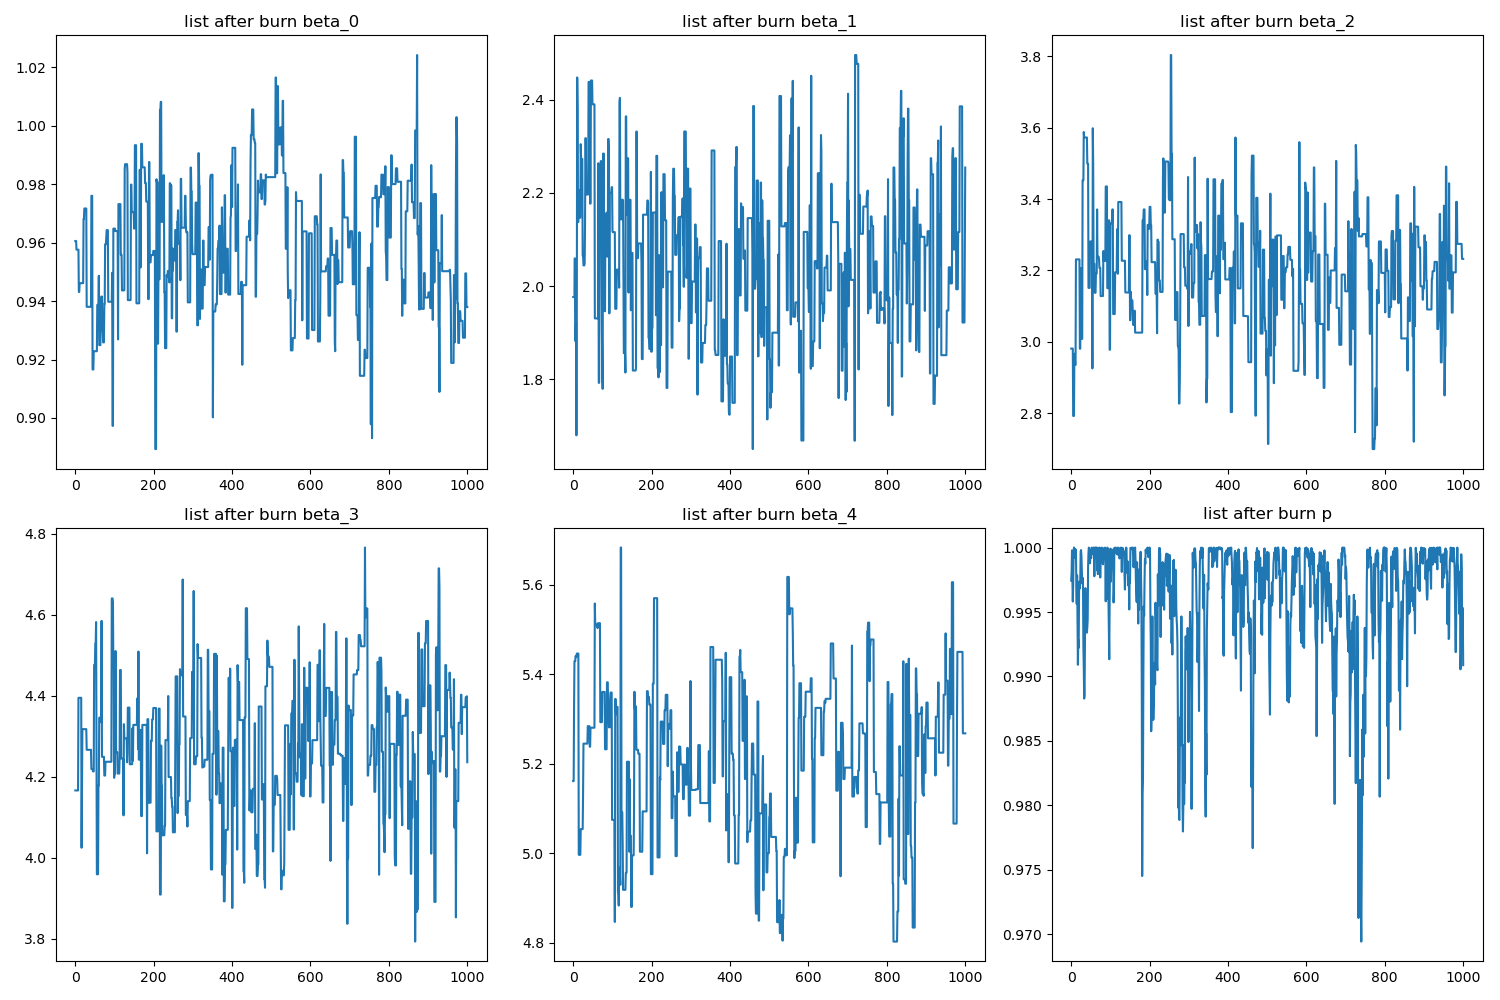 list after burn beta_0
1.02
1.00
0.98
0.96
0.94
0.92
0.90
0 200 400 600 800 1000
list after burn beta_1
2.4
2.2
2.0
1.8
0 200 400 600 800 1000
list after burn beta_2
3.8
3.6
3.4
3.2
3.0
2.8
0 200 400 600 800 1000
list after burn beta_3
4.8
4.6
4.4
4.2
4.0
3.8
0 200 400 600 800 1000
list after burn beta_4
5.6
5.4
5.2
5.0
4.8
0 200 400 600 800 1000
list after burn p
1.000
0.995
0.990
0.985
0.980
0.975
0.970
0 200 400 600 800 1000